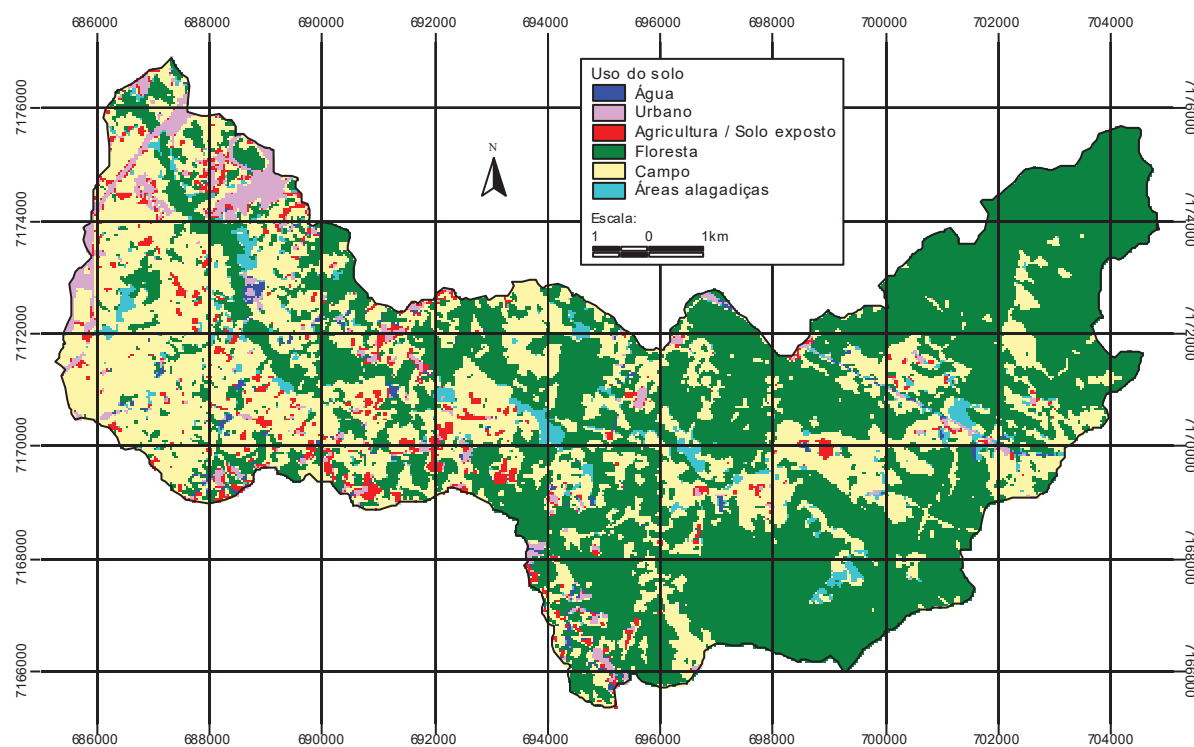 686000 688000 690000 692000 694000 696000 698000 700000 702000 704000
7176000 7176000
Uso do solo
Água
Urbano
Agricultura / Solo exposto
Floresta
Campo
Áreas alagadiças
N
Escala:
1 0 1km
7174000 7174000
7172000 7172000
7170000 7170000
7168000 7168000
7166000 7166000
686000 688000 690000 692000 694000 696000 698000 700000 702000 704000